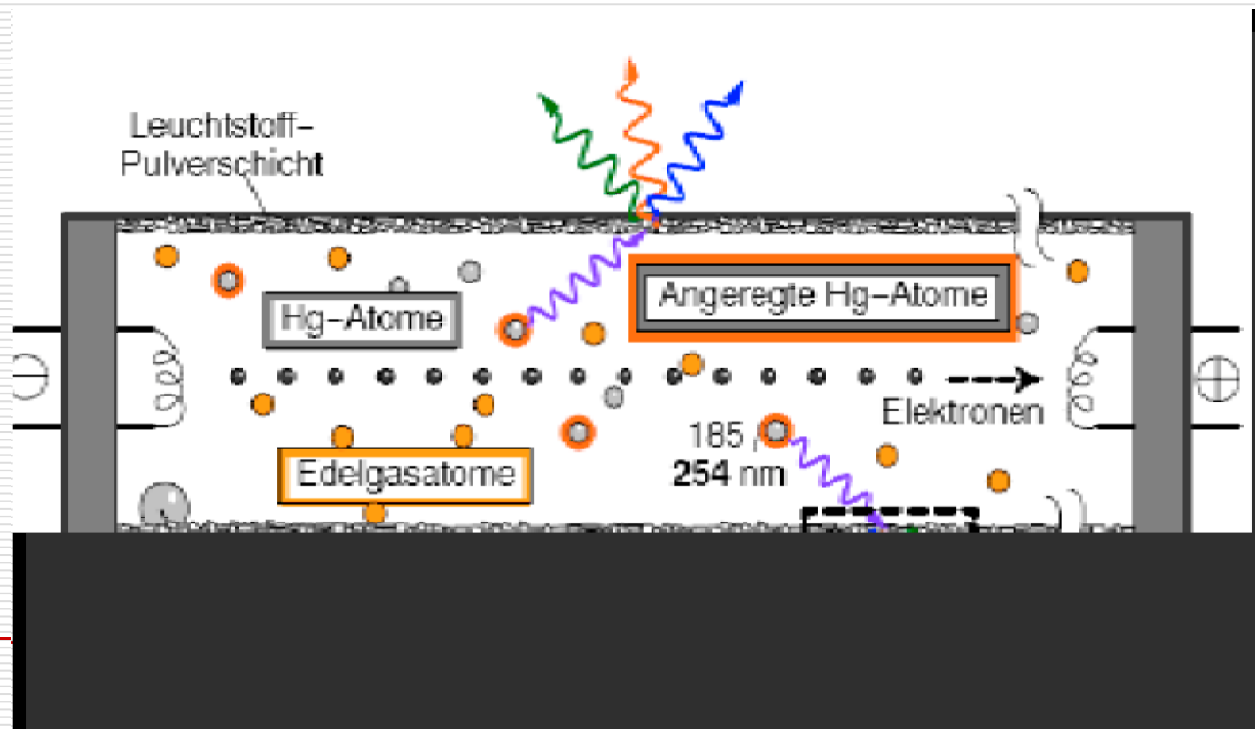 Leuchtstoff-
Pulverschicht
Angeregte Hg-Atome
Hg-Atome
Elektronen
185
254 nm
Edelgasatome